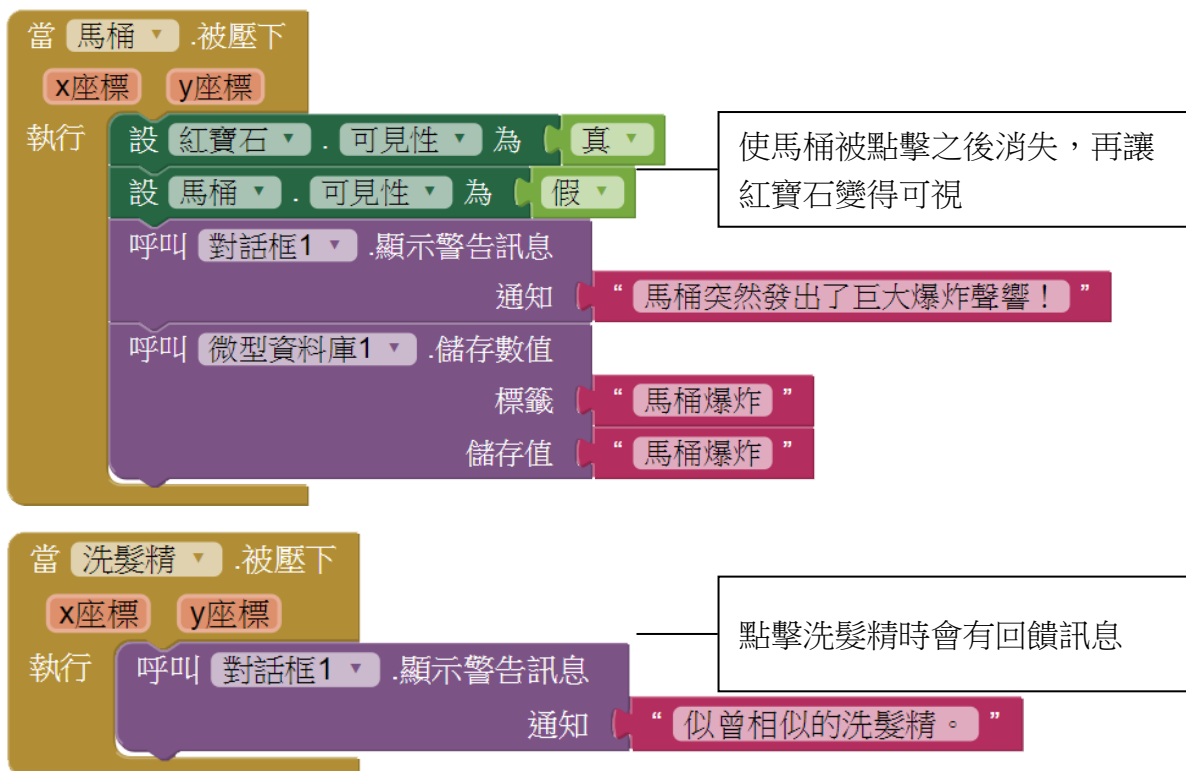 當 馬桶 .被壓下
x座標 y座標
執行 設 紅寶石 . 可見性 為 真
設 馬桶 . 可見性 為 假
呼叫 對話框1 .顯示警告訊息
通知 “ 馬桶突然發出了巨大爆炸聲響！ ”
呼叫 微型資料庫1 .儲存數值
標籤 “ 馬桶爆炸 ”
儲存值 “ 馬桶爆炸 ”
使馬桶被點擊之後消失，再讓
紅寶石變得可視
當 洗髮精 .被壓下
x座標 y座標
執行 呼叫 對話框1 .顯示警告訊息
通知 “ 似曾相似的洗髮精。 ”
點擊洗髮精時會有回饋訊息